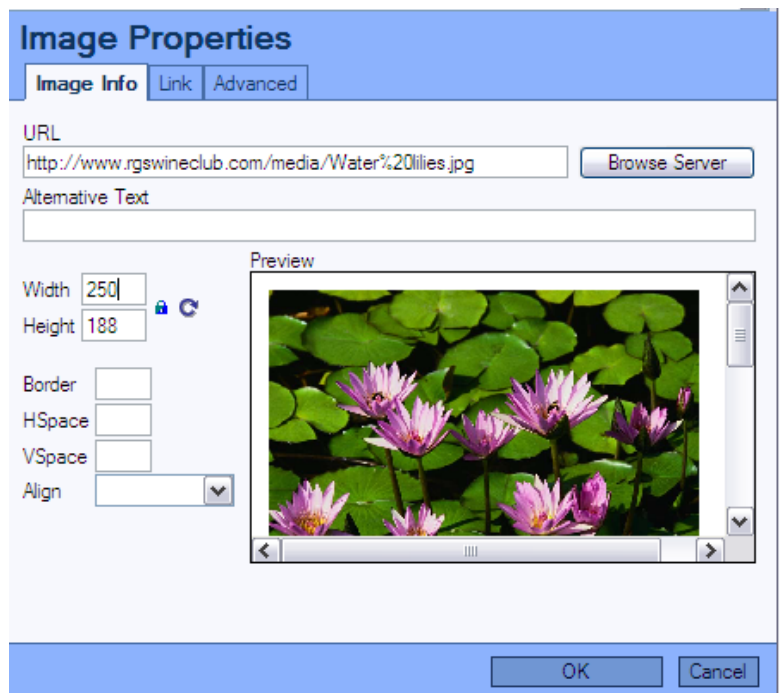 Image Properties
Image Info Link Advanced
URL
http://www.rgswineclub.com/media/Water%20lilies.jpg Browse Server
Alternative Text
Preview
Width 250
Height 188
Border
HSpace
VSpace
Align
OK Cancel